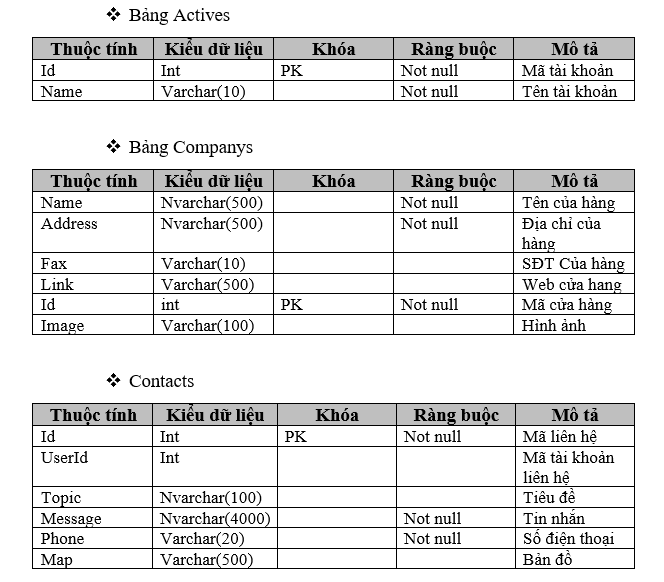 ❖ Bảng Actives
Thuộc tính Kiểu dữ liệu Khóa Ràng buộc Mô tả
Id Int PK Not null Mã tài khoản
Name Varchar(10) Not null Tên tài khoản
❖ Bảng Companys
Thuộc tính Kiểu dữ liệu Khóa Ràng buộc Mô tả
Name Nvarchar(500) Not null Tên của hàng
Address Nvarchar(500) Not null Địa chỉ của
hàng
Fax Varchar(10) SĐT Của hàng
Link Varchar(500) Web cửa hang
Id int PK Not null Mã cửa hàng
Image Varchar(100) Hình ảnh
❖ Contacts
Thuộc tính Kiểu dữ liệu Khóa Ràng buộc Mô tả
Id Int PK Not null Mã liên hệ
UserId Int Mã tài khoản
liên hệ
Topic Nvarchar(100) Tiêu đề
Message Nvarchar(4000) Not null Tin nhắn
Phone Varchar(20) Not null Số điện thoại
Map Varchar(500) Bản đồ